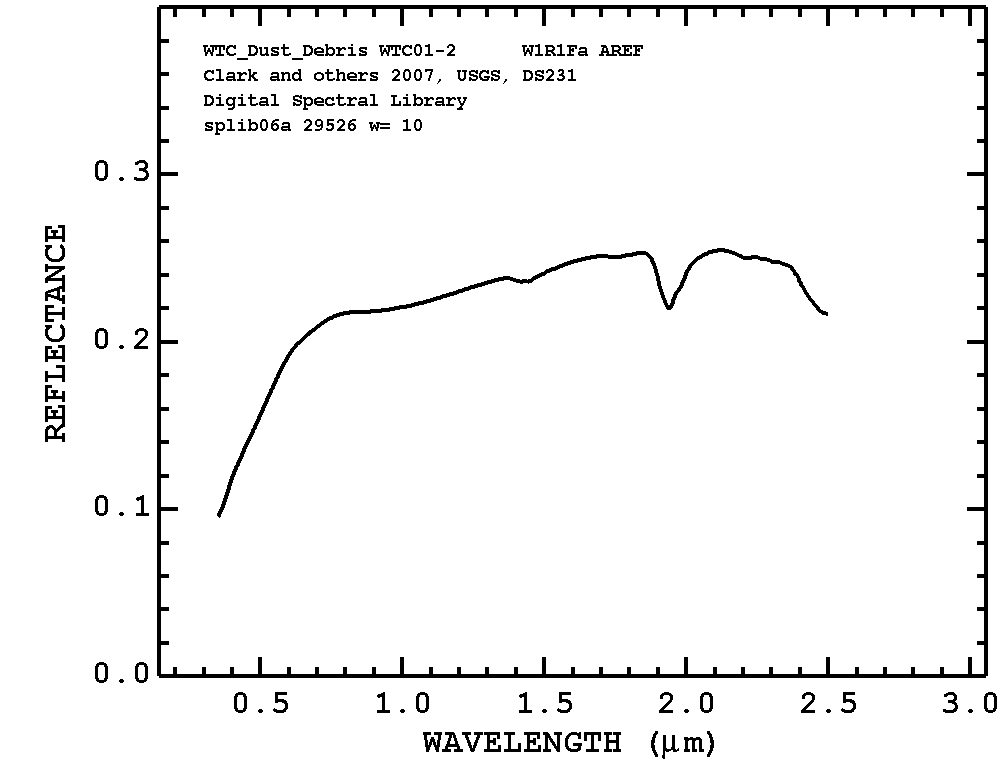 WTC_Dust_Debris WTC01-2 W1R1Fa AREF
Clark and others 2007, USGS, DS231
Digital Spectral Library
splib06a 29526 w= 10
0.3
0.2
0.1
0.0
REFLECTANCE
0.5 1.0 1.5 2.0 2.5 3.0
WAVELENGTH (μm)